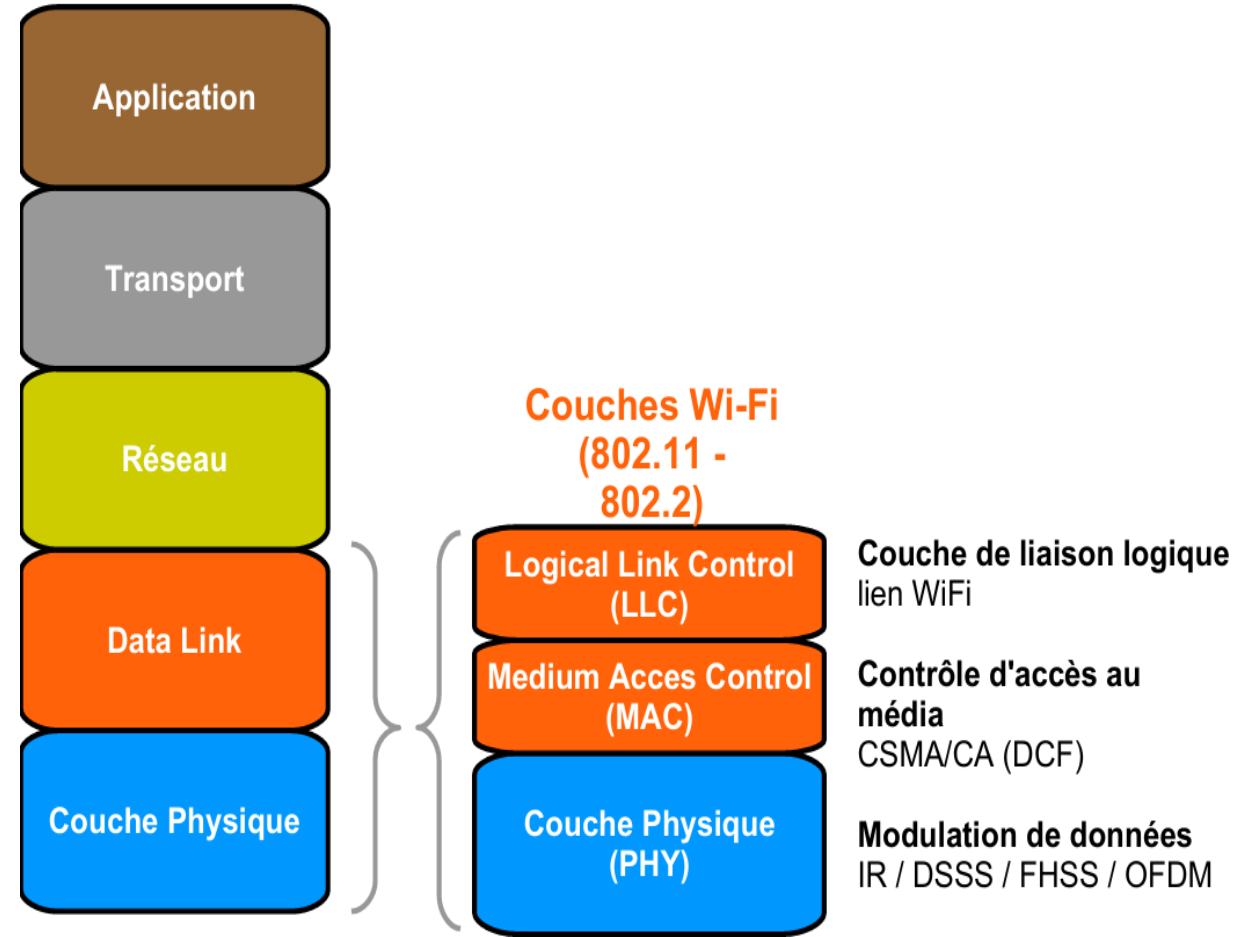 Application
Transport
Réseau
Data Link
Couche Physique
Couches Wi-Fi
(802.11 -
802.2)
Logical Link Control
(LLC)
Medium Acces Control
(MAC)
Couche Physique
(PHY)
Couche de liaison logique
lien WiFi
Contrôle d'accès au
média
CSMA/CA (DCF)
Modulation de données
IR / DSSS / FHSS / OFDM